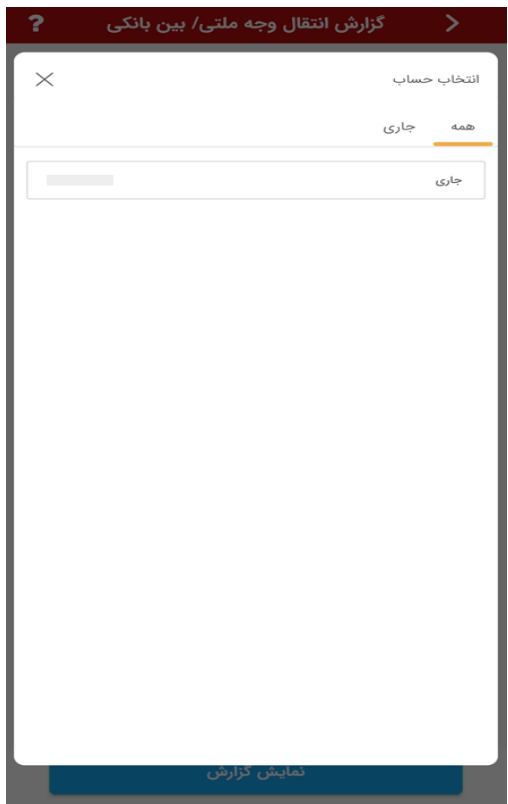 گزارش انتقال وجه ملتی/ بین بانکی ?
انتخاب حساب
همه جاری
جاری
نمایش گزارش